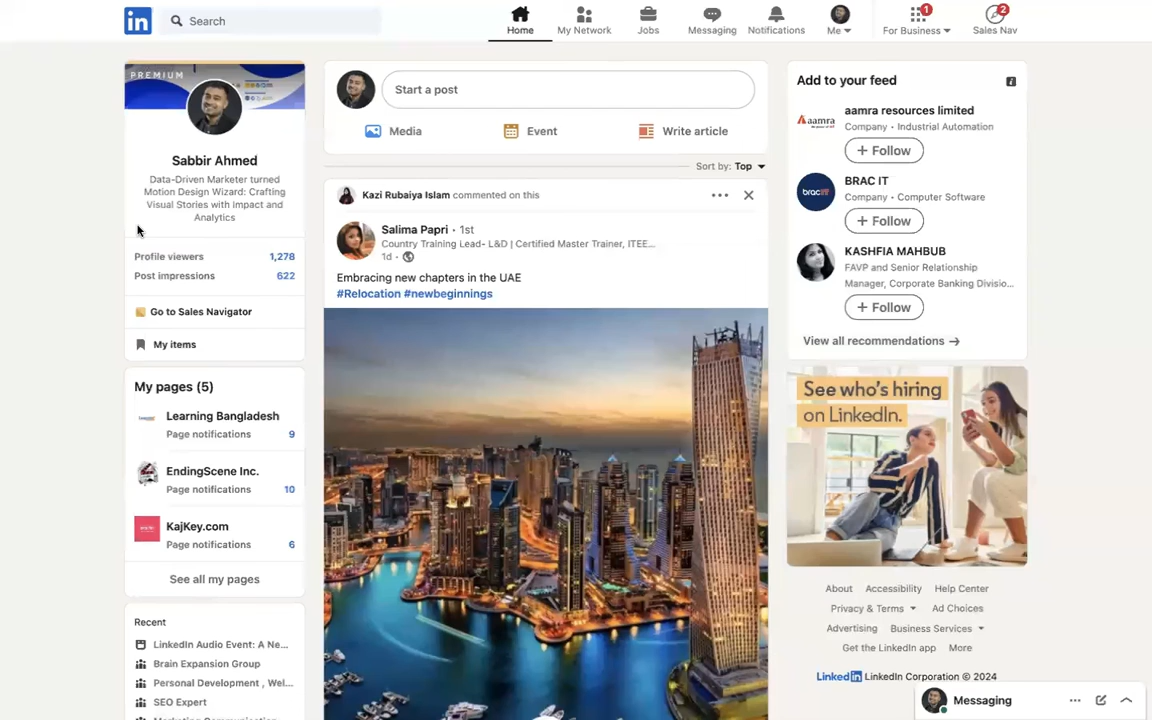 in
Search
Home
My Network
Jobs
Messaging
Notifications
Me
1
For Business
2
Sales Nav
PREMIUM
Sabbir Ahmed
Data-Driven Marketer turned
Motion Design Wizard: Crafting
Visual Stories with Impact and
Analytics
Profile viewers 1,278
Post impressions 622
Go to Sales Navigator
My items
My pages (5)
Learning Bangladesh
Page notifications 9
EndingScene Inc.
Page notifications 10
KajKey.com
Page notifications 6
See all my pages
Recent
LinkedIn Audio Event: A Ne...
Brain Expansion Group
Personal Development , Wel...
SEO Expert
Start a post
Media
Event
Write article
Sort by: Top
Kazi Rubaiya Islam commented on this
Salima Papri • 1st
Country Training Lead- L&D | Certified Master Trainer, ITEE...
1d •
Embracing new chapters in the UAE
#Relocation #newbeginnings
Add to your feed
aamra
aamra resources limited
Company • Industrial Automation
+ Follow
brac
BRAC IT
Company • Computer Software
+ Follow
KASHFIA MAHBUB
FAVP and Senior Relationship
Manager, Corporate Banking Divisio...
+ Follow
View all recommendations →
See who's hiring
on LinkedIn.
About Accessibility Help Center
Privacy & Terms Ad Choices
Advertising Business Services
Get the LinkedIn app More
LinkedIn LinkedIn Corporation © 2024
Messaging